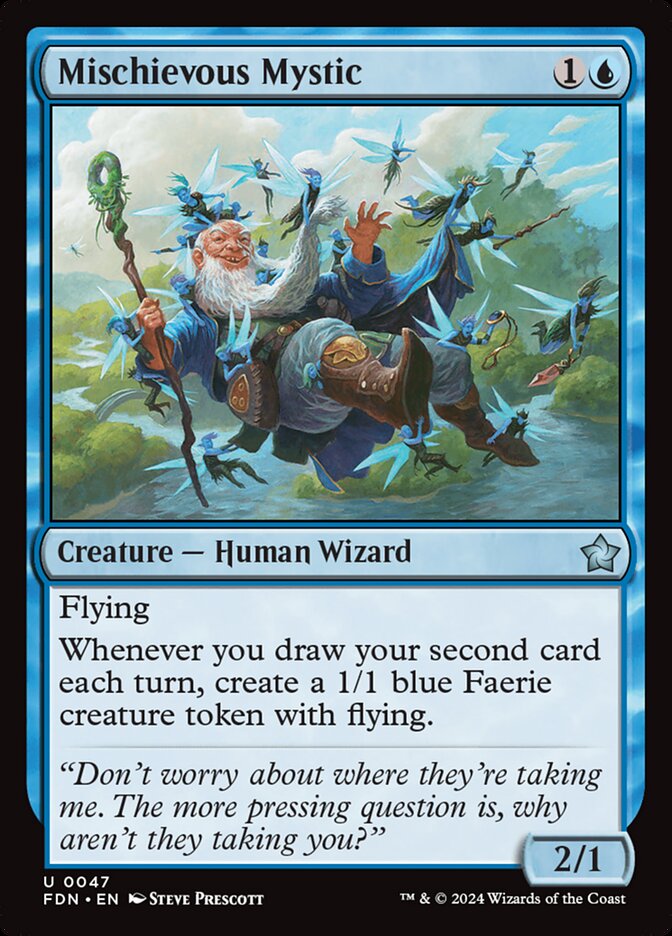 Mischievous Mystic 1
Creature — Human Wizard
Flying
Whenever you draw your second card
each turn, create a 1/1 blue Faerie
creature token with flying.
“Don’t worry about where they’re taking
me. The more pressing question is, why
aren’t they taking you?”
2/1
U 0047
FDN • EN Steve Prescott
™ & © 2024 Wizards of the Coast